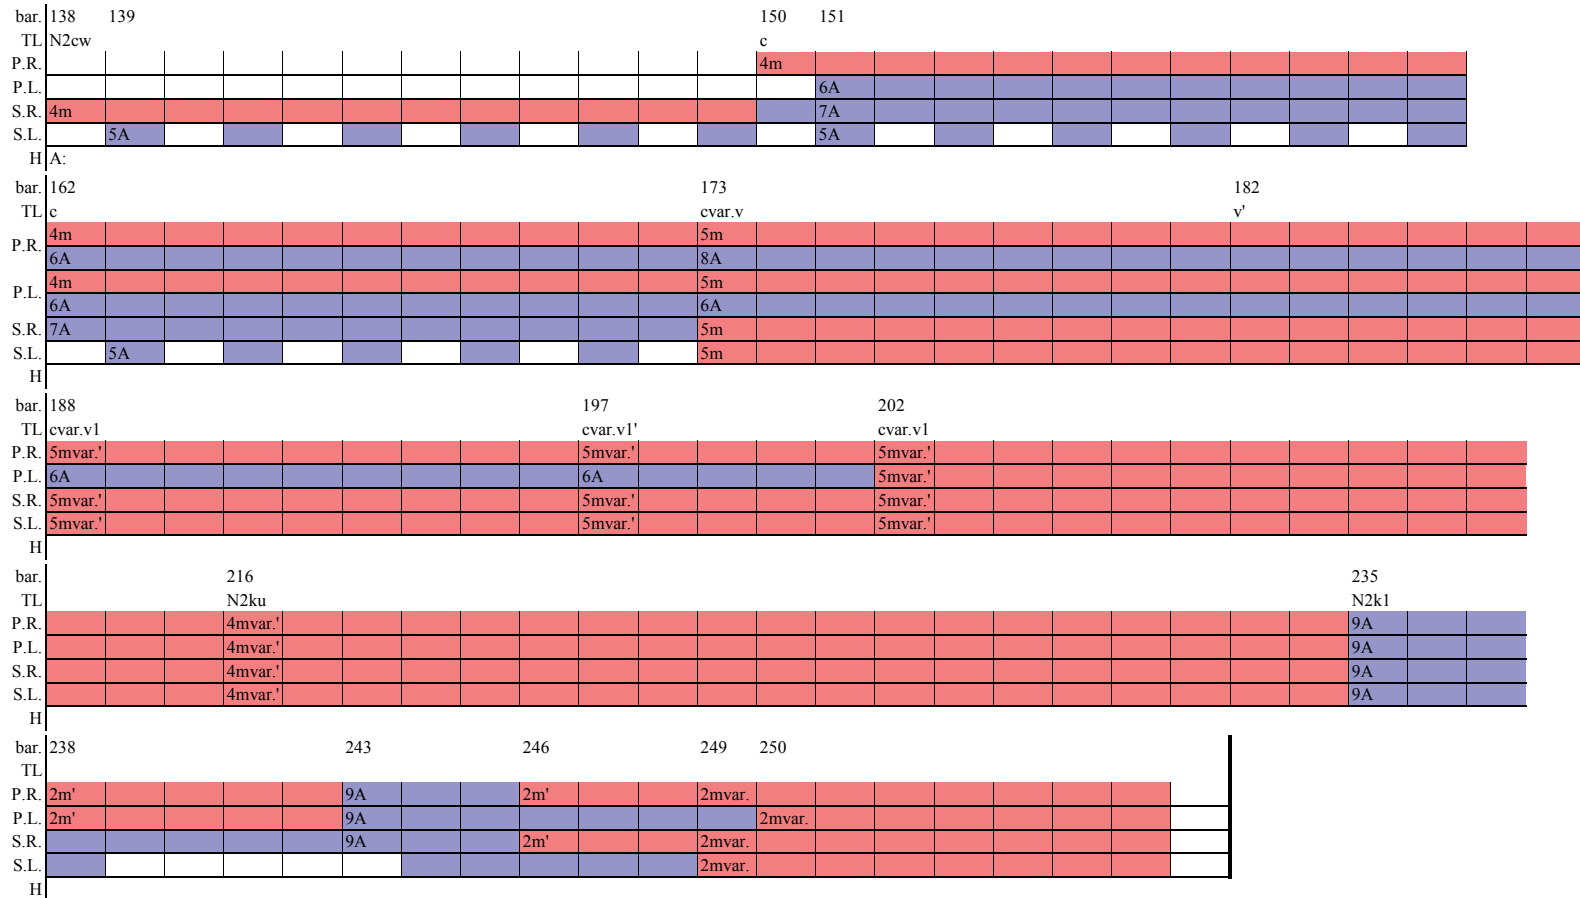 bar. 138 139 150 151
TL N2cw c
P.R. 4m
P.L. 6A
S.R. 4m 7A
S.L. 5A 5A
H A:
bar. 162 173 182
TL c cvar.v v'
P.R. 4m 5m
6A 8A
P.L. 4m 5m
6A 6A
S.R. 7A 5m
S.L. 5A 5m
H
bar. 188 197 202
TL cvar.v1 cvar.v1' cvar.v1
P.R. 5mvar.' 5mvar.' 5mvar.'
P.L. 6A 6A 5mvar.'
S.R. 5mvar.' 5mvar.' 5mvar.'
S.L. 5mvar.' 5mvar.' 5mvar.'
H
bar. 216 235
TL N2ku N2k1
P.R. 4mvar.' 9A
P.L. 4mvar.' 9A
S.R. 4mvar.' 9A
S.L. 4mvar.' 9A
H
bar. 238 243 246 249 250
TL
P.R. 2m' 9A 2m' 2mvar.
P.L. 2m' 9A 2mvar.
S.R. 9A 2m' 2mvar.
S.L. 2mvar.
H